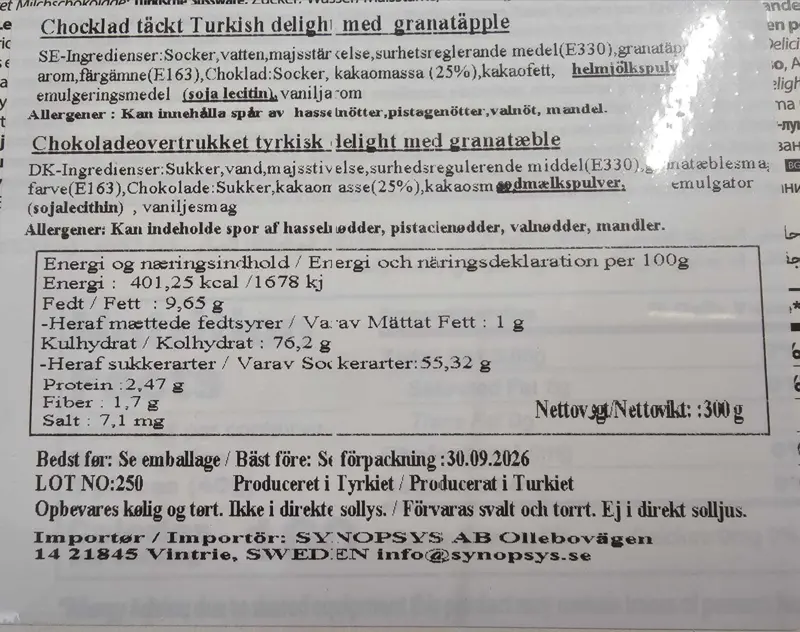 Chocklad täckt Turkish delight med granatäpple
SE-Ingredienser:Socker,vatten,majsstärkelse,surhetsreglerande medel(E330),granatäp
arom,färgämne(E163),Choklad:Socker, kakaomassa (25%),kakaofett, helmjölkspulv
emulgeringsmedel (soja lecitin), vanilja om
Allergener : Kan innehålla spår av hasselnötter,pistagenötter,valnöt, mandel.
Chokoladeovertrukket tyrkisk delight med granatæble
DK-Ingredienser:Sukker,vand,majsstivelse,surhedsregulerende middel(E330),granatæblesma
farve(E163),Chokolade:Sukker,kakaomasse(25%),kakaosm ødmælkspulver, emulgator
(sojalecithin) , vaniljesmag
Allergener: Kan indeholde spor af hasselnødder, pistacienødder, valnødder, mandler.
Energi og næringsindhold / Energi och näringsdeklaration per 100g
Energi : 401,25 kcal /1678 kj
Fedt / Fett : 9,65 g
-Heraf mættede fedtsyrer / Varav Mättat Fett : 1 g
Kulhydrat / Kolhydrat : 76,2 g
-Heraf sukkerarter / Varav Sockerarter:55,32 g
Protein :2,47 g
Fiber : 1,7 g
Salt : 7,1 mg
Nettovægt/Nettovikt: :300 g
Bedst før: Se emballage / Bäst före: Se förpackning :30.09.2026
LOT NO:250 Produceret i Tyrkiet / Producerat i Turkiet
Opbevares kølig og tørt. Ikke i direkte sollys. / Förvaras svalt och torrt. Ej i direkt solljus.
Importør / Importör: SYNOPSYS AB Ollebovägen
14 21845 Vintrie, SWEDEN info@synopsys.se